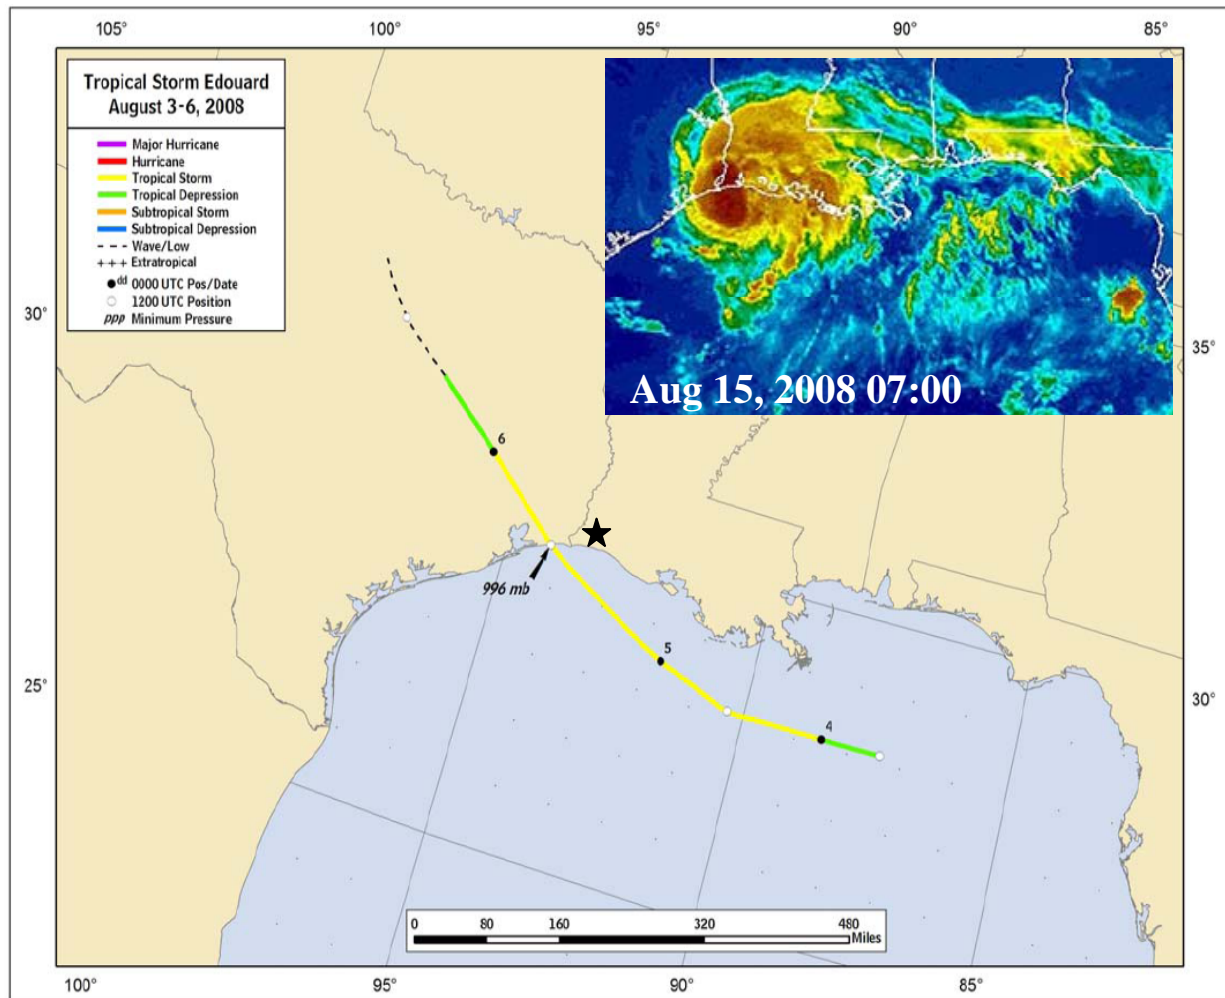 105°
100°
95°
90°
85°
Tropical Storm Edouard
August 3-6, 2008
Major Hurricane
Hurricane
Tropical Storm
Tropical Depression
Subtropical Storm
Subtropical Depression
Wave/Low
+++ Extratropical
dd 0000 UTC Pos/Date
1200 UTC Position
ppp Minimum Pressure
Aug 15, 2008 07:00
30°
35°
6
996 mb
5
4
25°
30°
0 80 160 320 480
Miles
100°
95°
90°
85°